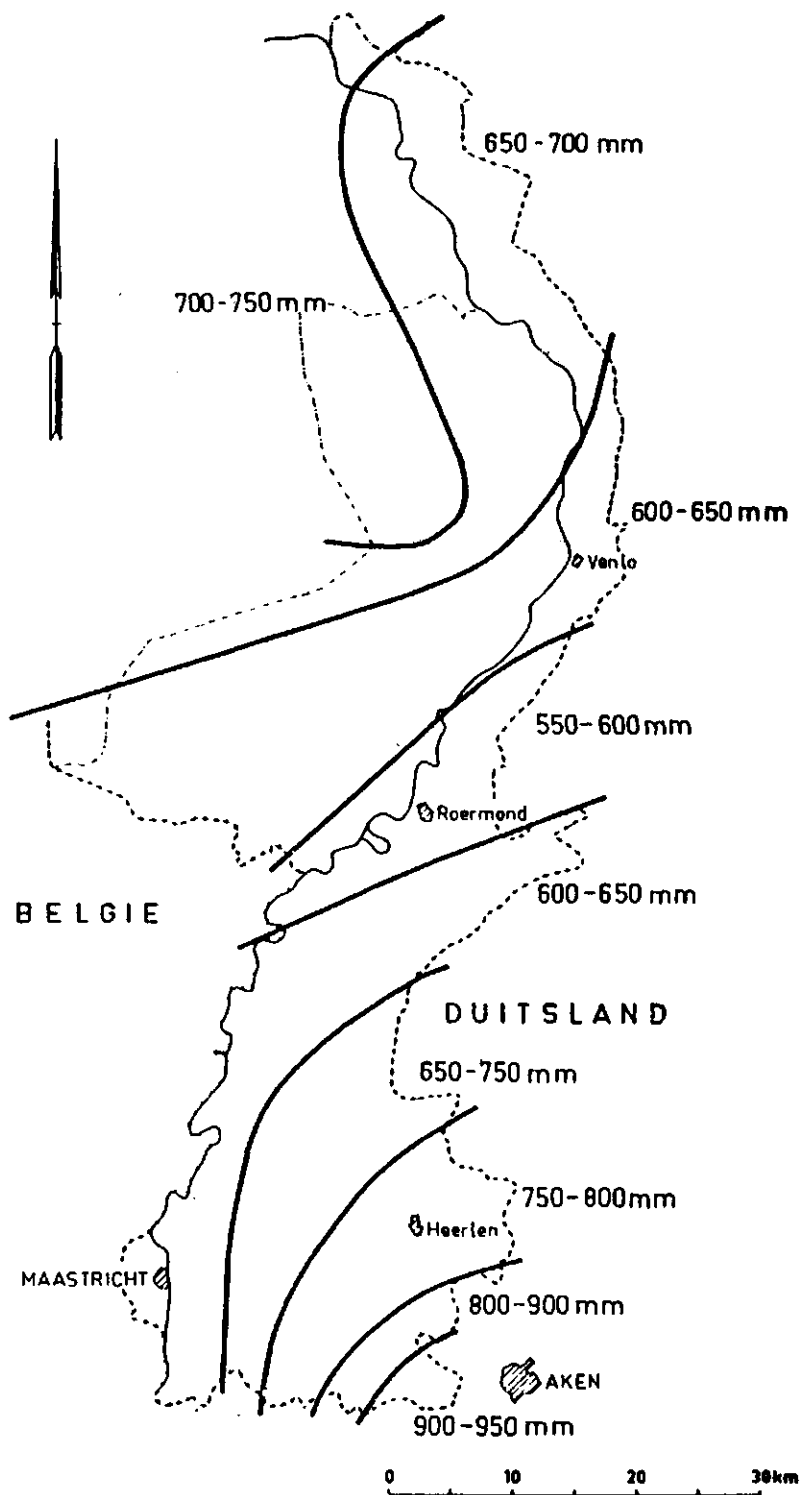 650-700 mm
700-750 mm
600-650 mm
Venlo
550-600 mm
Roermond
600-650 mm
BELGIE
DUITSLAND
650-750 mm
750-800 mm
Heerlen
MAASTRICHT
800-900 mm
AKEN
900-950 mm
0 10 20 30km